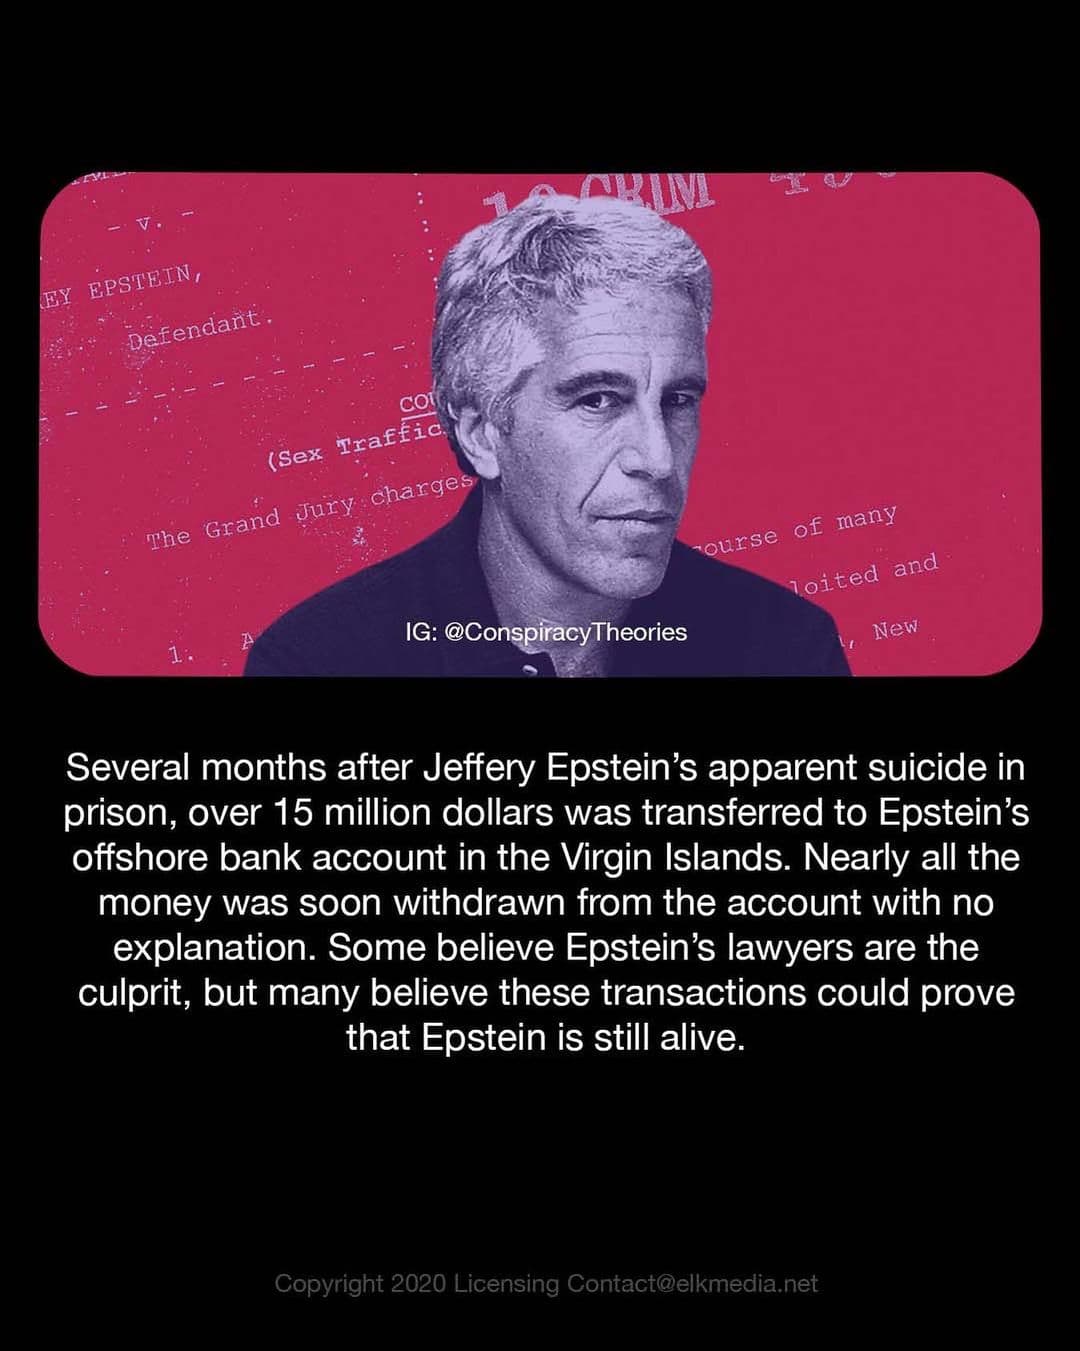 - v. -
EY EPSTEIN,
Defendant.
(Sex Traffic
The Grand Jury charges
CRIM
ourse of many
loited and
New
1.
A
IG: @ConspiracyTheories
Several months after Jeffery Epstein’s apparent suicide in
prison, over 15 million dollars was transferred to Epstein’s
offshore bank account in the Virgin Islands. Nearly all the
money was soon withdrawn from the account with no
explanation. Some believe Epstein’s lawyers are the
culprit, but many believe these transactions could prove
that Epstein is still alive.
Copyright 2020 Licensing Contact@elkmedia.net